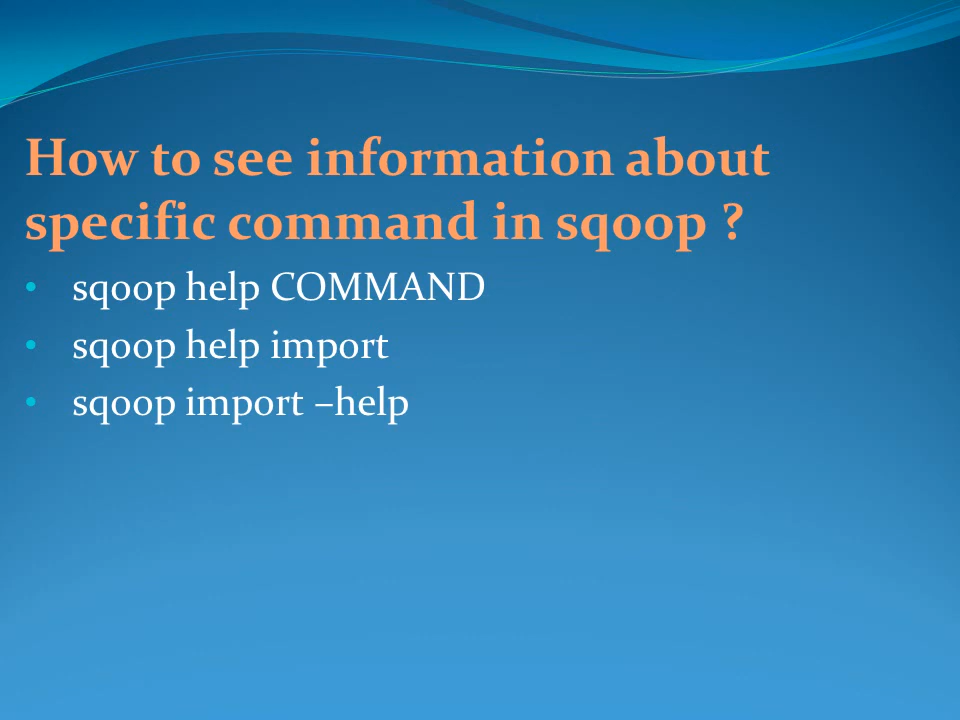 How to see information about
specific command in sqoop ?
• sqoop help COMMAND
• sqoop help import
• sqoop import –help